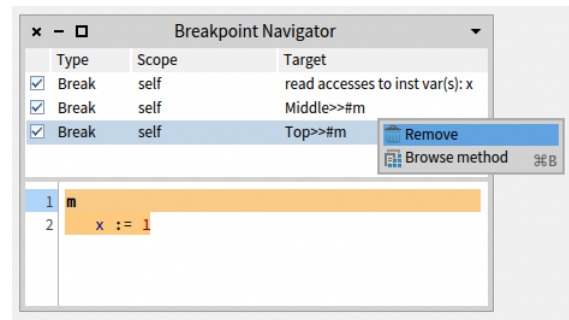 Breakpoint Navigator
Type Scope Target
Break self read accesses to inst var(s): x
Break self Middle>>#m
Break self Top>>#m
Remove
Browse method ⌘B
1 m
2 x := 1